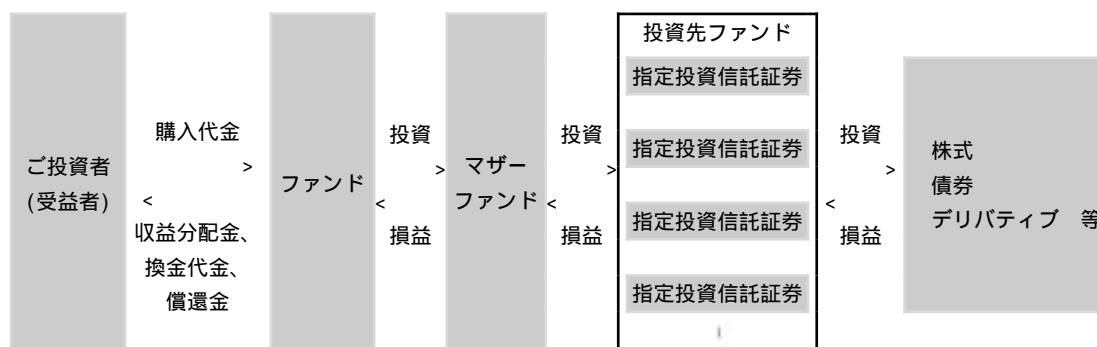 ご投資者
(受益者)
購入代金
>
<
収益分配金、
換金代金、
償還金
ファンド
投資
>
<
損益
マザー
ファンド
投資
>
<
損益
投資先ファンド
指定投資信託証券
指定投資信託証券
指定投資信託証券
指定投資信託証券
投資
>
<
損益
株式
債券
デリバティブ 等